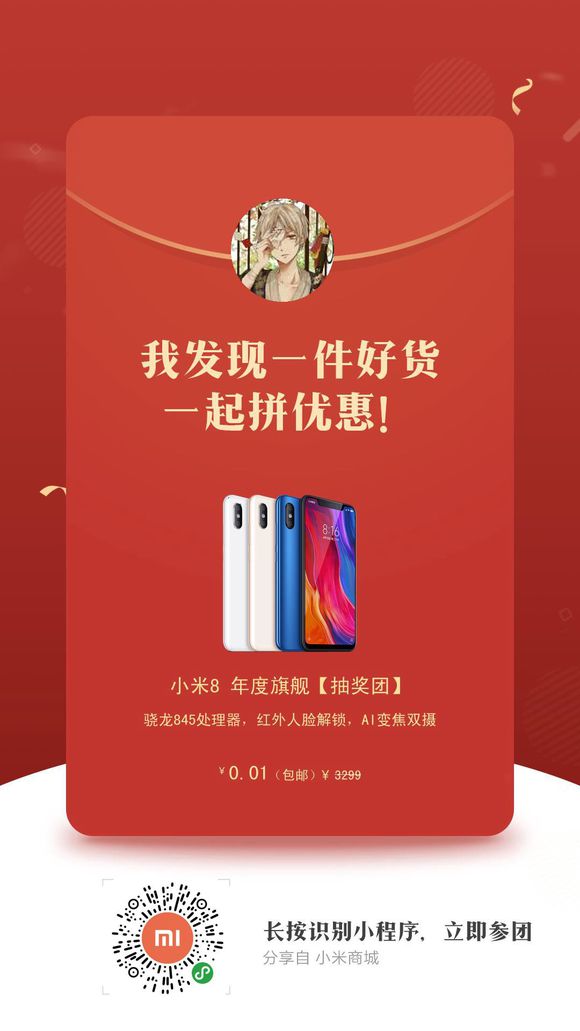 我发现一件好货
一起拼优惠！
8:16
小米8 年度旗舰【抽奖团】
骁龙845处理器，红外人脸解锁，AI变焦双摄
¥0.01（包邮）¥ 3299
MI
长按识别小程序，立即参团
分享自 小米商城